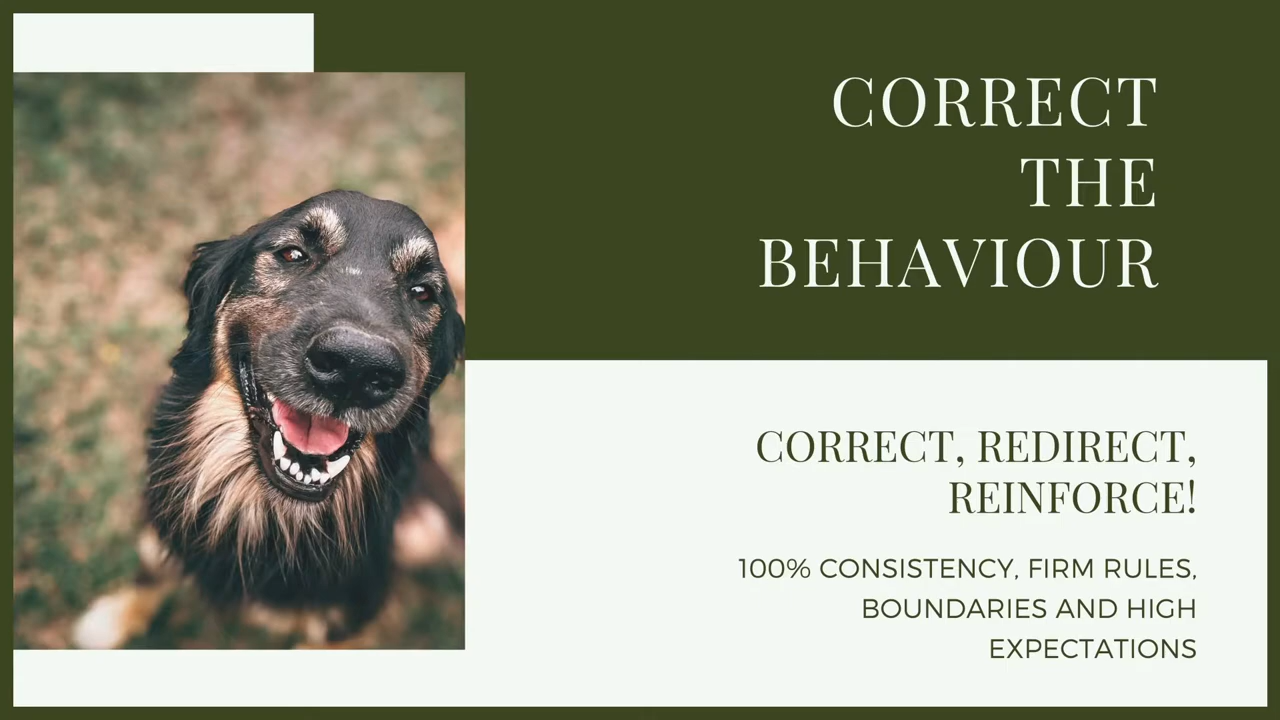 CORRECT
THE
BEHAVIOUR
CORRECT, REDIRECT,
REINFORCE!
100% CONSISTENCY, FIRM RULES,
BOUNDARIES AND HIGH
EXPECTATIONS